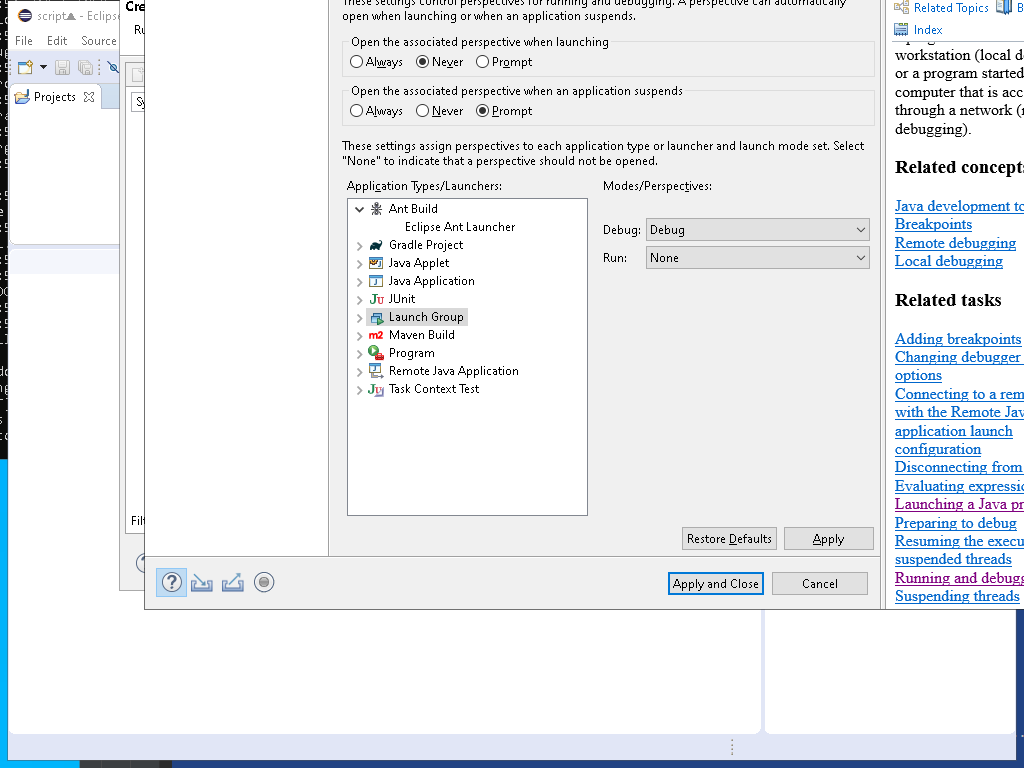 script
- Eclipse
File Edit Source
Projects
Cre
Ru
Sy
Filt
These settings control perspectives for running and debugging. A perspective can automatically
open when launching or when an application suspends.
Open the associated perspective when launching
Always Never Prompt
Open the associated perspective when an application suspends
Always Never Prompt
These settings assign perspectives to each application type or launcher and launch mode set. Select
"None" to indicate that a perspective should not be opened.
Application Types/Launchers:
Modes/Perspectives:
Ant Build
Eclipse Ant Launcher
Gradle Project
Java Applet
Java Application
JUnit
Launch Group
Maven Build
Program
Remote Java Application
Task Context Test
Debug: Debug
Run: None
Restore Defaults Apply
Apply and Close Cancel
Related Topics B
Index
workstation (local d
or a program started
computer that is acc
through a network (r
debugging).
Related concepts
Java development to
Breakpoints
Remote debugging
Local debugging
Related tasks
Adding breakpoints
Changing debugger
options
Connecting to a rem
with the Remote Jav
application launch
configuration
Disconnecting from
Evaluating expressio
Launching a Java pr
Preparing to debug
Resuming the execu
suspended threads
Running and debugg
Suspending threads